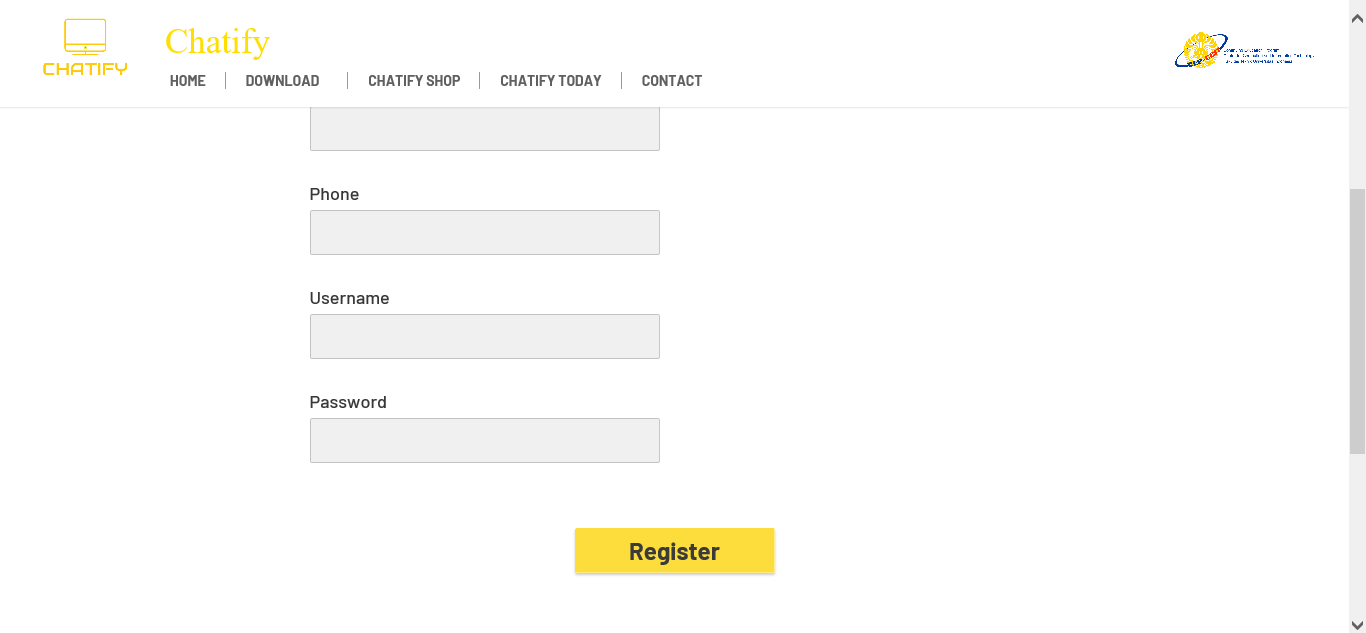 CHATIFY
Chatify
HOME
DOWNLOAD
CHATIFY SHOP
CHATIFY TODAY
CONTACT
Phone
Username
Password
Register